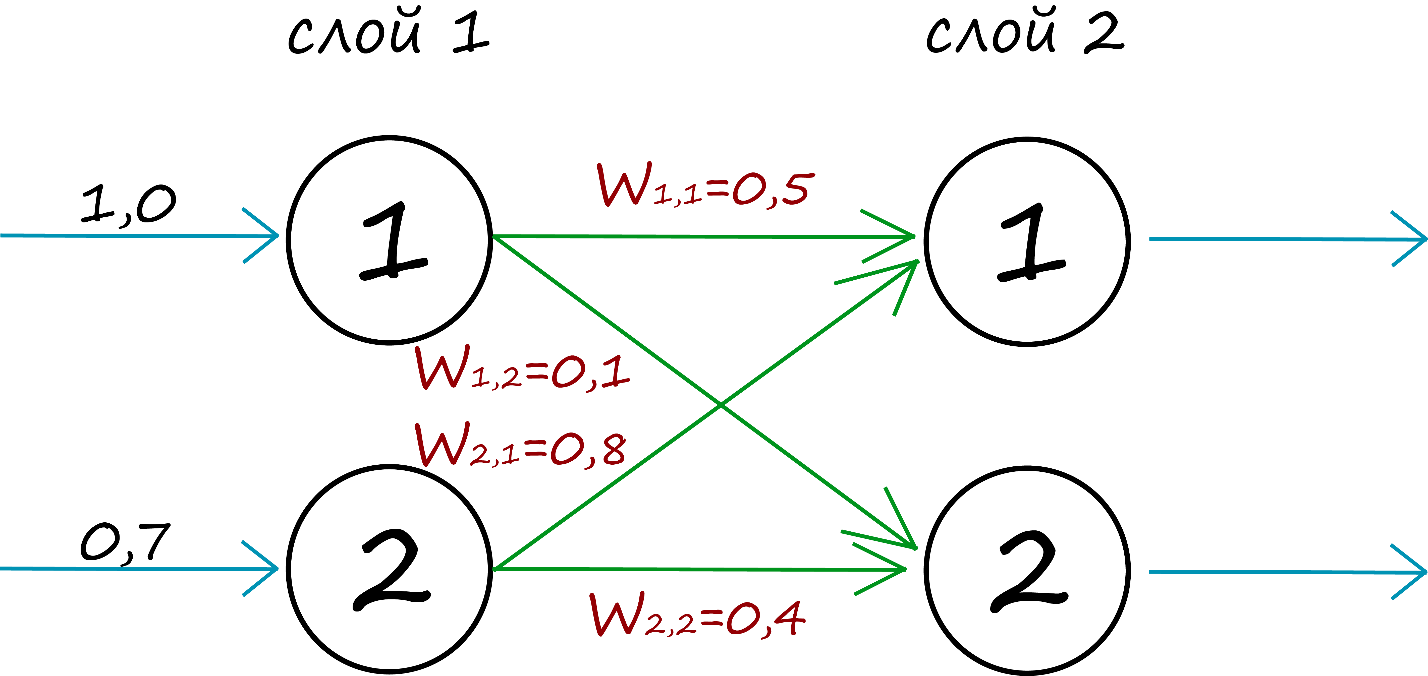 слой 1 слой 2
1,0 1 W1,1=0,5 1
W1,2=0,1
W2,1=0,8
0,7 2 W2,2=0,4 2